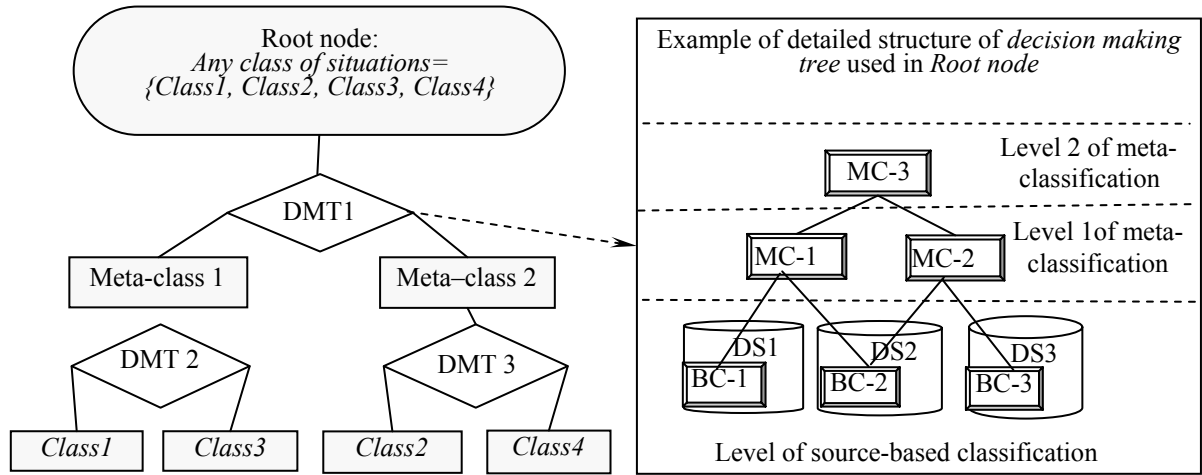 Root node:
Any class of situations=
{Class1, Class2, Class3, Class4}
DMT1
Meta-class 1
Meta–class 2
DMT 2
DMT 3
Class1
Class3
Class2
Class4
Example of detailed structure of decision making
tree used in Root node
Level 2 of meta-
classification
MC-3
Level 1of meta-
classification
MC-1
MC-2
DS1
DS2
DS3
BC-1
BC-2
BC-3
Level of source-based classification